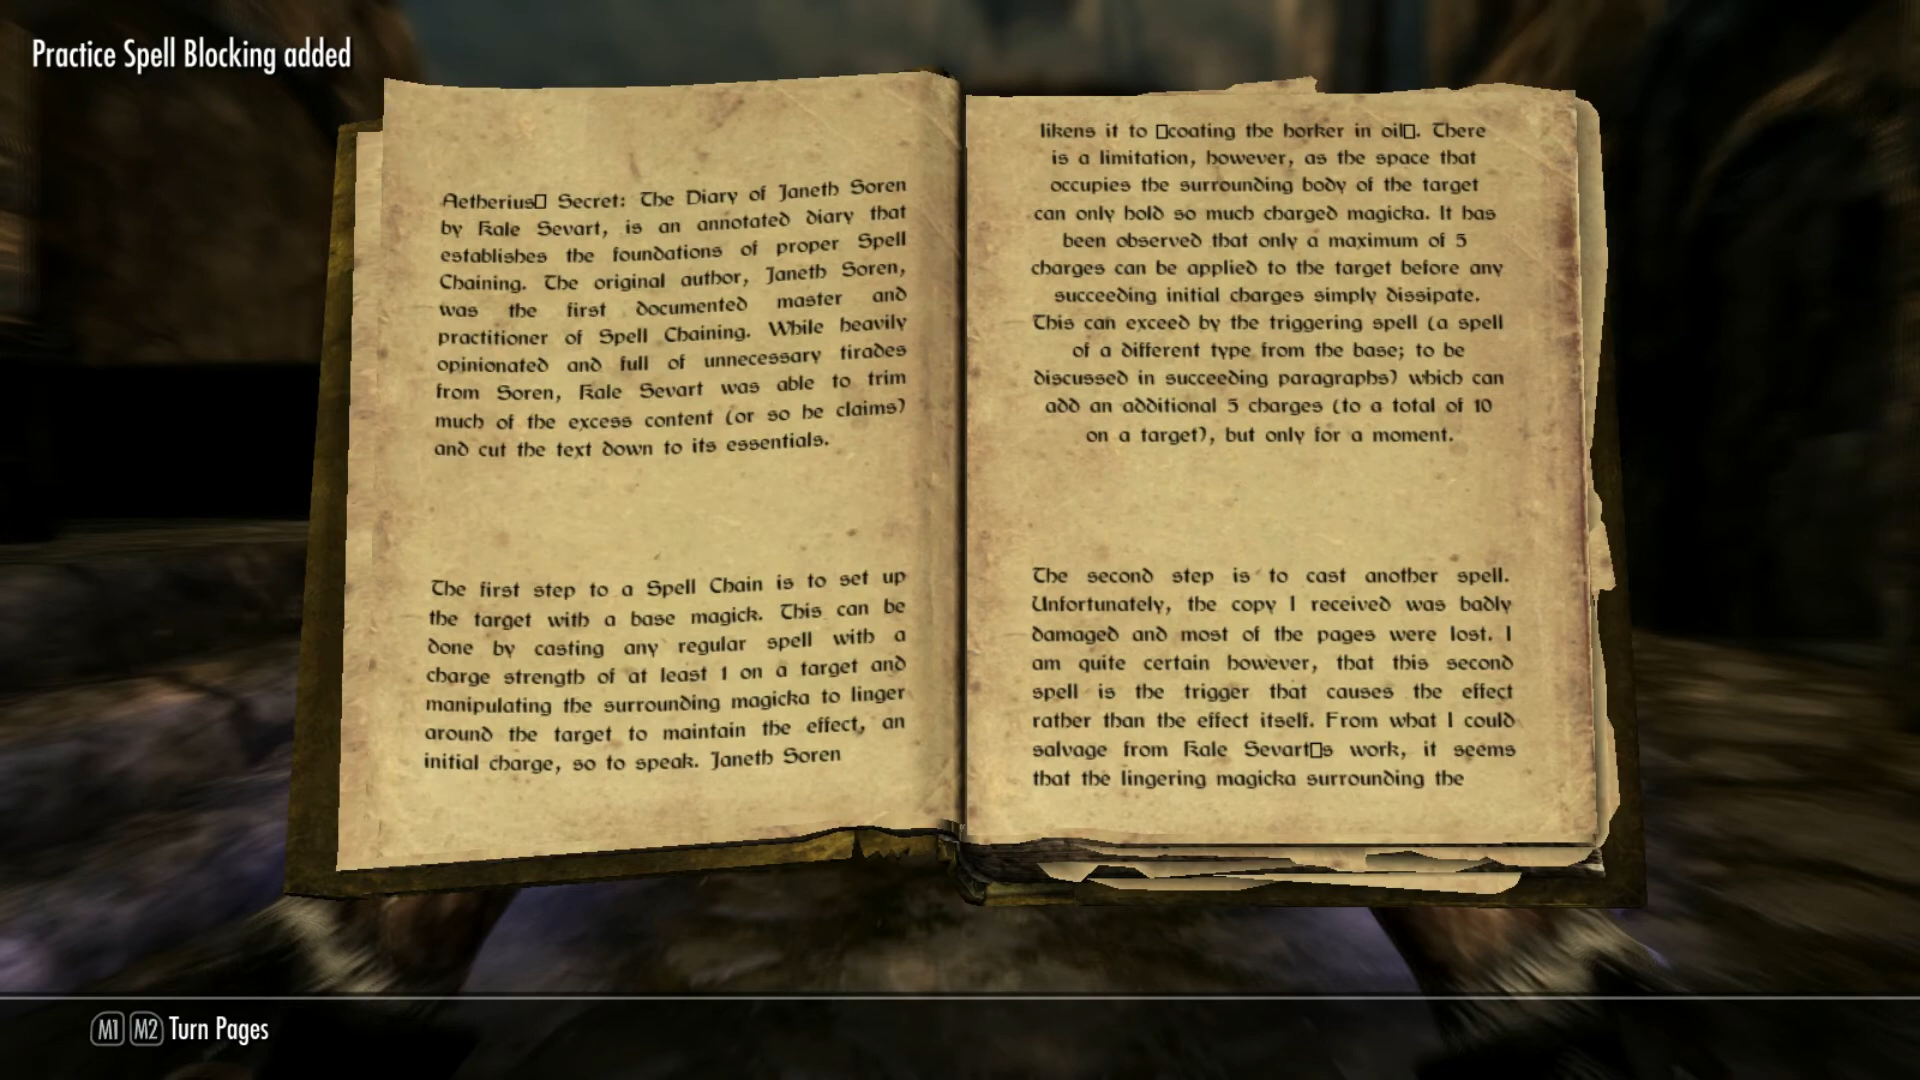 Practice Spell Blocking added
Aetherius□ Secret: The Diary of Janeth Soren
by Kale Sevart, is an annotated diary that
establishes the foundations of proper Spell
Chaining. The original author, Janeth Soren,
was the first documented master and
practitioner of Spell Chaining. While heavily
opinionated and full of unnecessary tirades
from Soren, Kale Sevart was able to trim
much of the excess content (or so he claims)
and cut the text down to its essentials.
The first step to a Spell Chain is to set up
the target with a base magick. This can be
done by casting any regular spell with a
charge strength of at least 1 on a target and
manipulating the surrounding magicka to linger
around the target to maintain the effect, an
initial charge, so to speak. Janeth Soren
likens it to □coating the horker in oil□. There
is a limitation, however, as the space that
occupies the surrounding body of the target
can only hold so much charged magicka. It has
been observed that only a maximum of 5
charges can be applied to the target before any
succeeding initial charges simply dissipate.
This can exceed by the triggering spell (a spell
of a different type from the base; to be
discussed in succeeding paragraphs) which can
add an additional 5 charges (to a total of 10
on a target), but only for a moment.
The second step is to cast another spell.
Unfortunately, the copy I received was badly
damaged and most of the pages were lost. I
am quite certain however, that this second
spell is the trigger that causes the effect
rather than the effect itself. From what I could
salvage from Kale Sevart□s work, it seems
that the lingering magicka surrounding the
M1 M2 Turn Pages